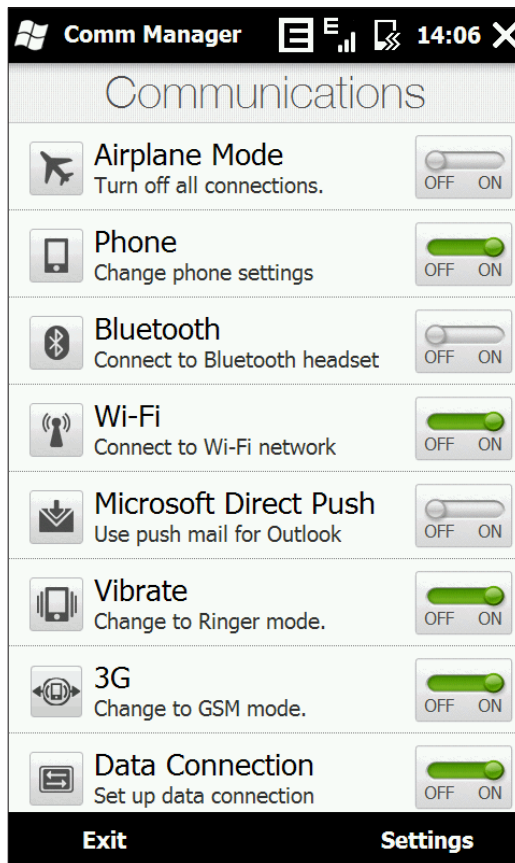 Comm Manager E E 14:06
Communications
Airplane Mode
Turn off all connections.
OFF ON
Phone
Change phone settings
OFF ON
Bluetooth
Connect to Bluetooth headset
OFF ON
Wi-Fi
Connect to Wi-Fi network
OFF ON
Microsoft Direct Push
Use push mail for Outlook
OFF ON
Vibrate
Change to Ringer mode.
OFF ON
3G
Change to GSM mode.
OFF ON
Data Connection
Set up data connection
OFF ON
Exit Settings